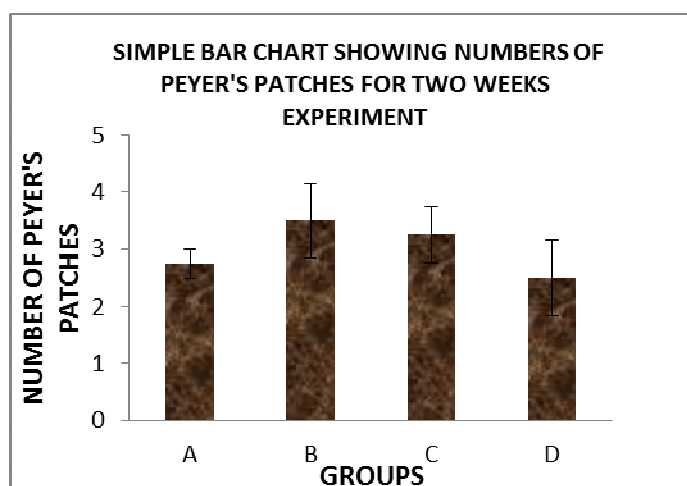 SIMPLE BAR CHART SHOWING NUMBERS OF
PEYER'S PATCHES FOR TWO WEEKS
EXPERIMENT
NUMBER OF PEYER'S
PATCHES
5
4
3
2
1
0
A B C D
GROUPS